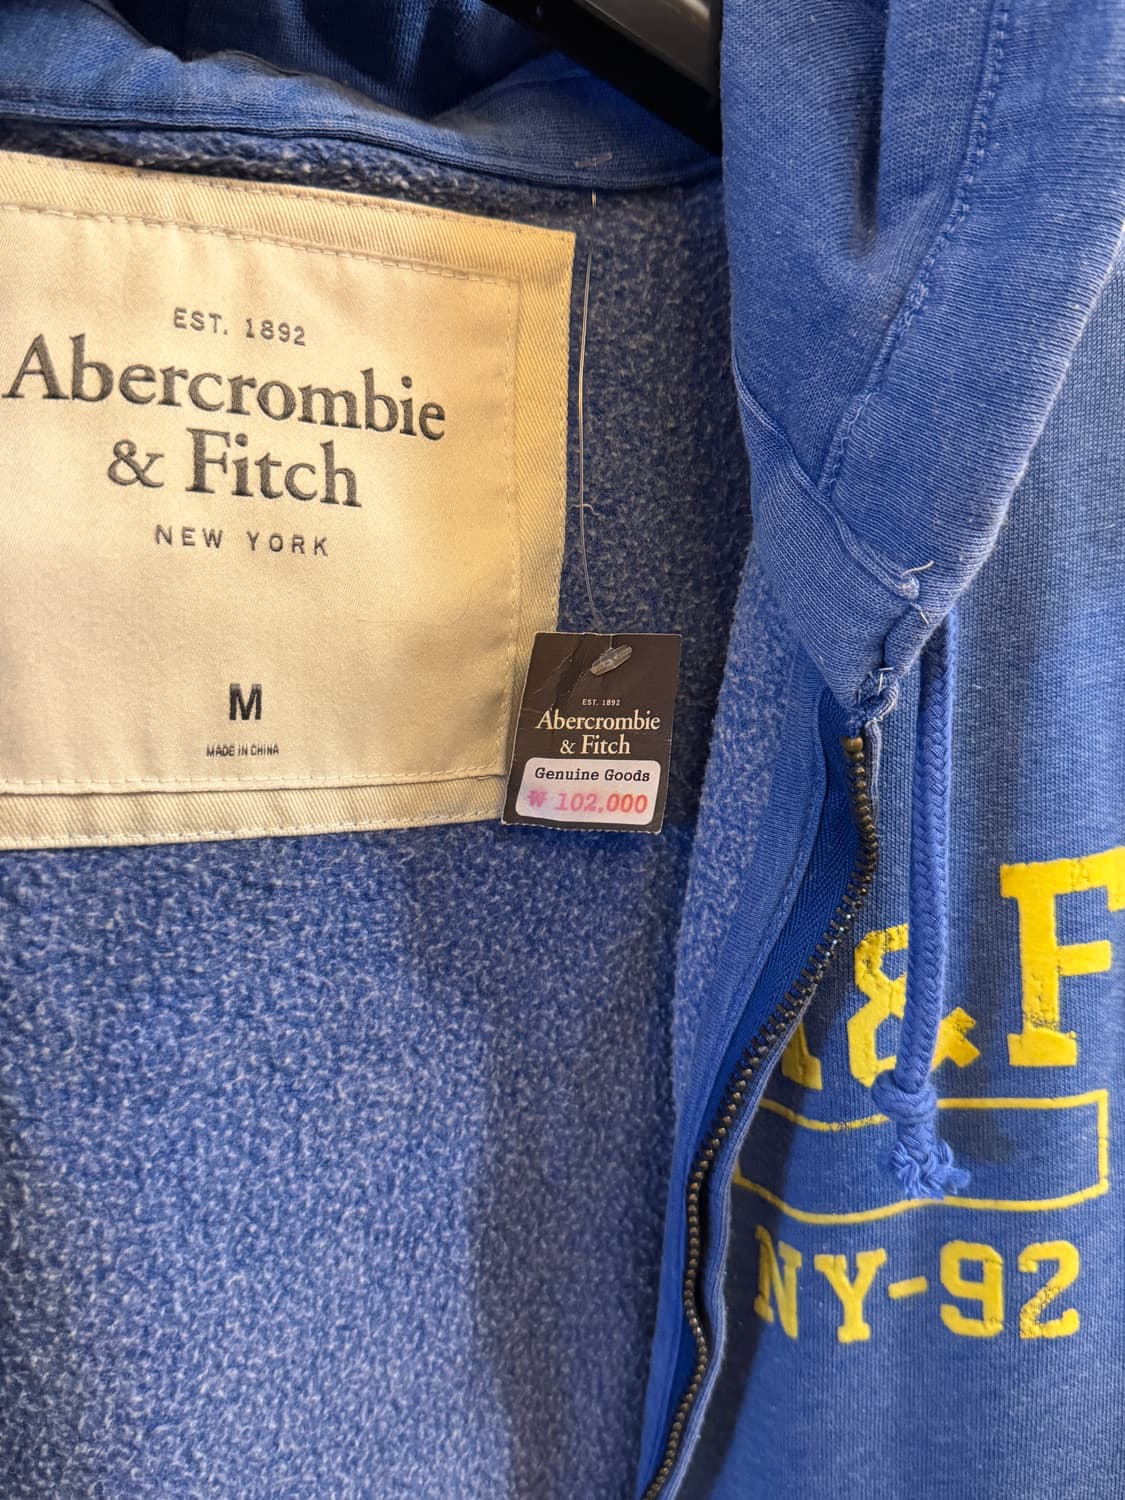 EST. 1892
Abercrombie
& Fitch
NEW YORK
M
MADE IN CHINA
EST. 1892
Abercrombie
& Fitch
Genuine Goods
₩ 102,000
A&F
NY-92